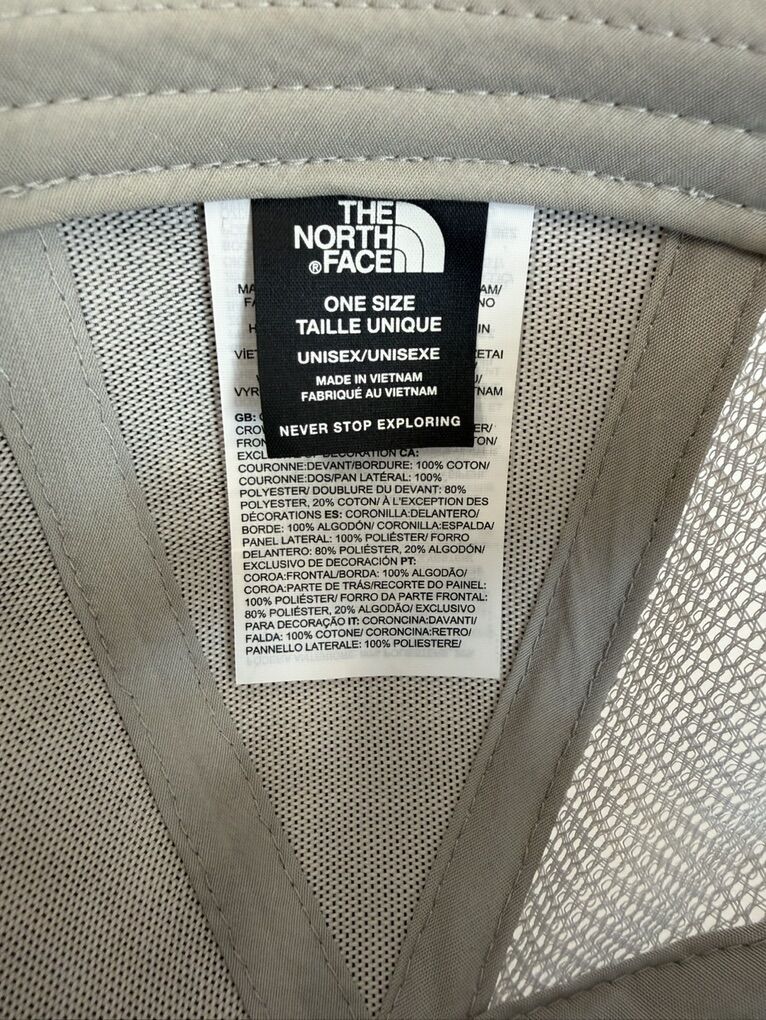 THE
NORTH
®FACE
ONE SIZE
TAILLE UNIQUE
UNISEX/UNISEXE
MADE IN VIETNAM
FABRIQUÉ AU VIETNAM
NEVER STOP EXPLORING
GB:
DECORATION CA:
COURONNE:DEVANT/BORDURE: 100% COTON/
COURONNE:DOS/PAN LATÉRAL: 100%
POLYESTER/ DOUBLURE DU DEVANT: 80%
POLYESTER, 20% COTON/ À L'EXCEPTION DES
DÉCORATIONS ES: CORONILLA:DELANTERO/
BORDE: 100% ALGODÓN/ CORONILLA:ESPALDA/
PANEL LATERAL: 100% POLIÉSTER/ FORRO
DELANTERO: 80% POLIÉSTER, 20% ALGODÓN/
EXCLUSIVO DE DECORACIÓN PT:
COROA:FRONTAL/BORDA: 100% ALGODÃO/
COROA:PARTE DE TRÁS/RECORTE DO PAINEL:
100% POLIÉSTER/ FORRO DA PARTE FRONTAL:
80% POLIÉSTER, 20% ALGODÃO/ EXCLUSIVO
PARA DECORAÇÃO IT: CORONCINA:DAVANTI/
FALDA: 100% COTONE/ CORONCINA:RETRO/
PANNELLO LATERALE: 100% POLIESTERE/